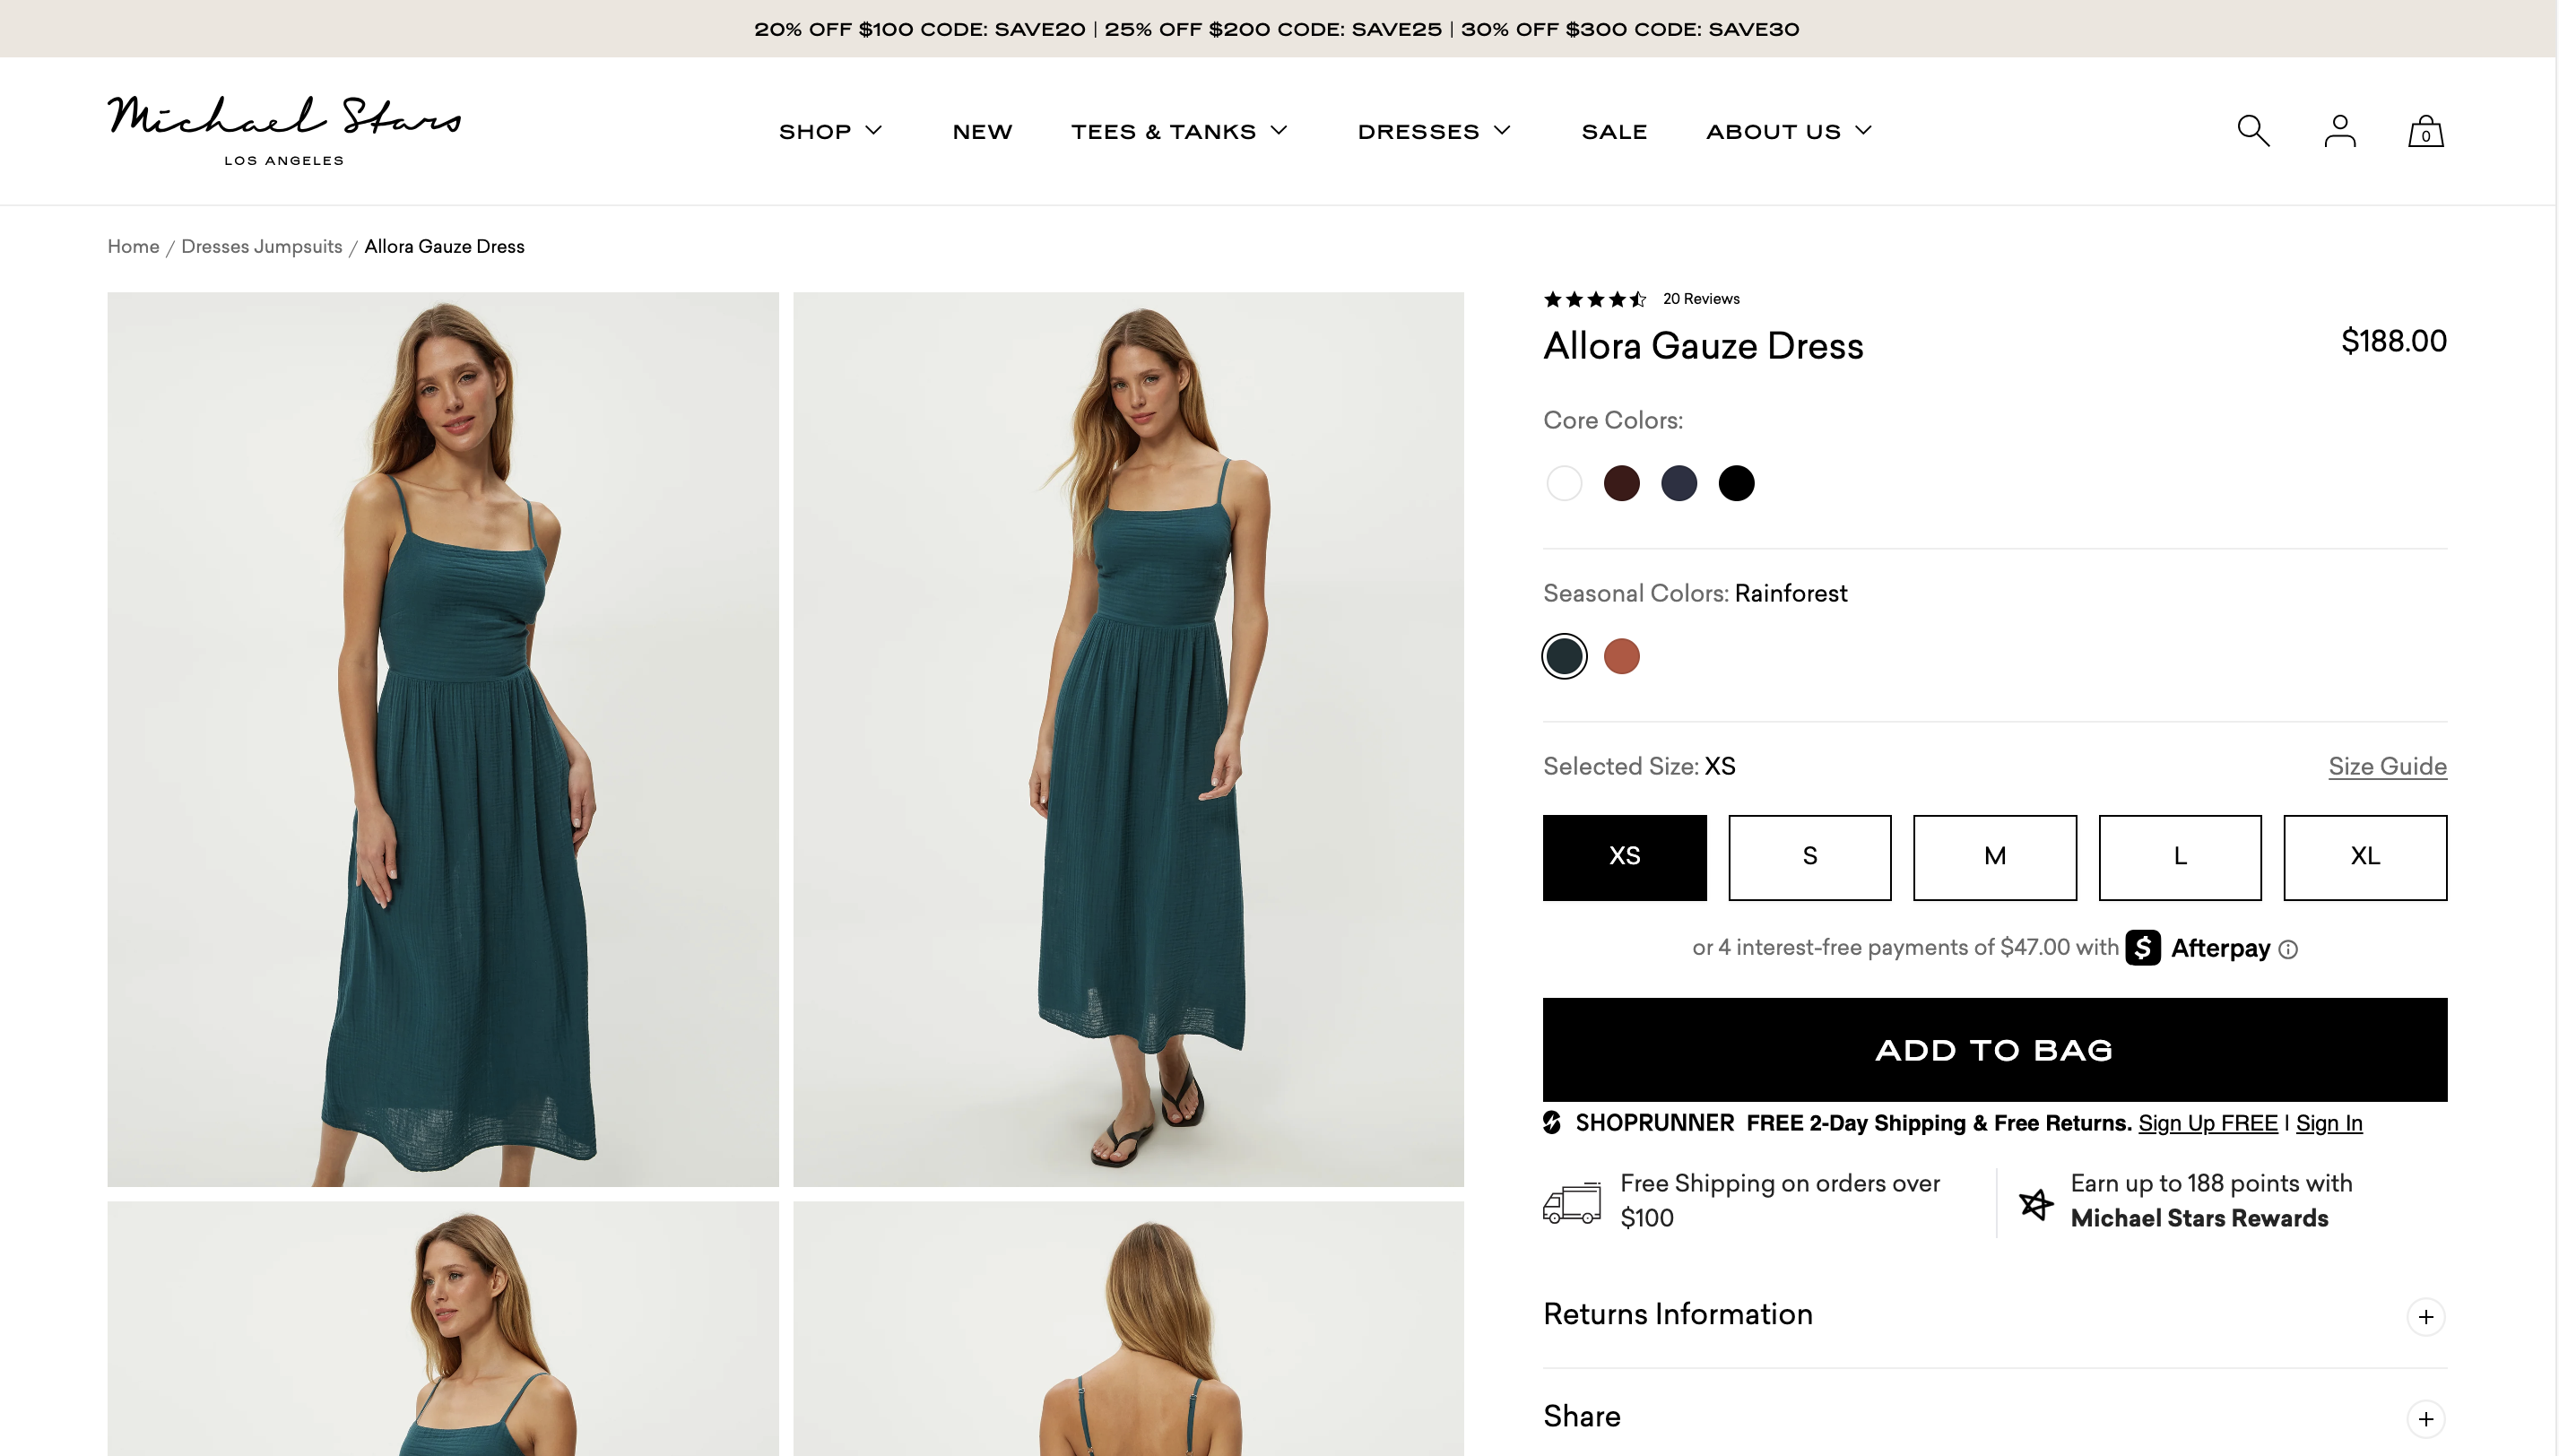 20% OFF $100 CODE: SAVE20 | 25% OFF $200 CODE: SAVE25 | 30% OFF $300 CODE: SAVE30
Michael Stars
LOS ANGELES
SHOP
NEW
TEES & TANKS
DRESSES
SALE
ABOUT US
0
Home / Dresses Jumpsuits / Allora Gauze Dress
20 Reviews
Allora Gauze Dress
$188.00
Core Colors:
Seasonal Colors: Rainforest
Selected Size: XS
Size Guide
XS
S
M
L
XL
or 4 interest-free payments of $47.00 with $ Afterpay
ADD TO BAG
SHOPRUNNER FREE 2-Day Shipping & Free Returns. Sign Up FREE | Sign In
Free Shipping on orders over
$100
Earn up to 188 points with
Michael Stars Rewards
Returns Information
+
Share
+